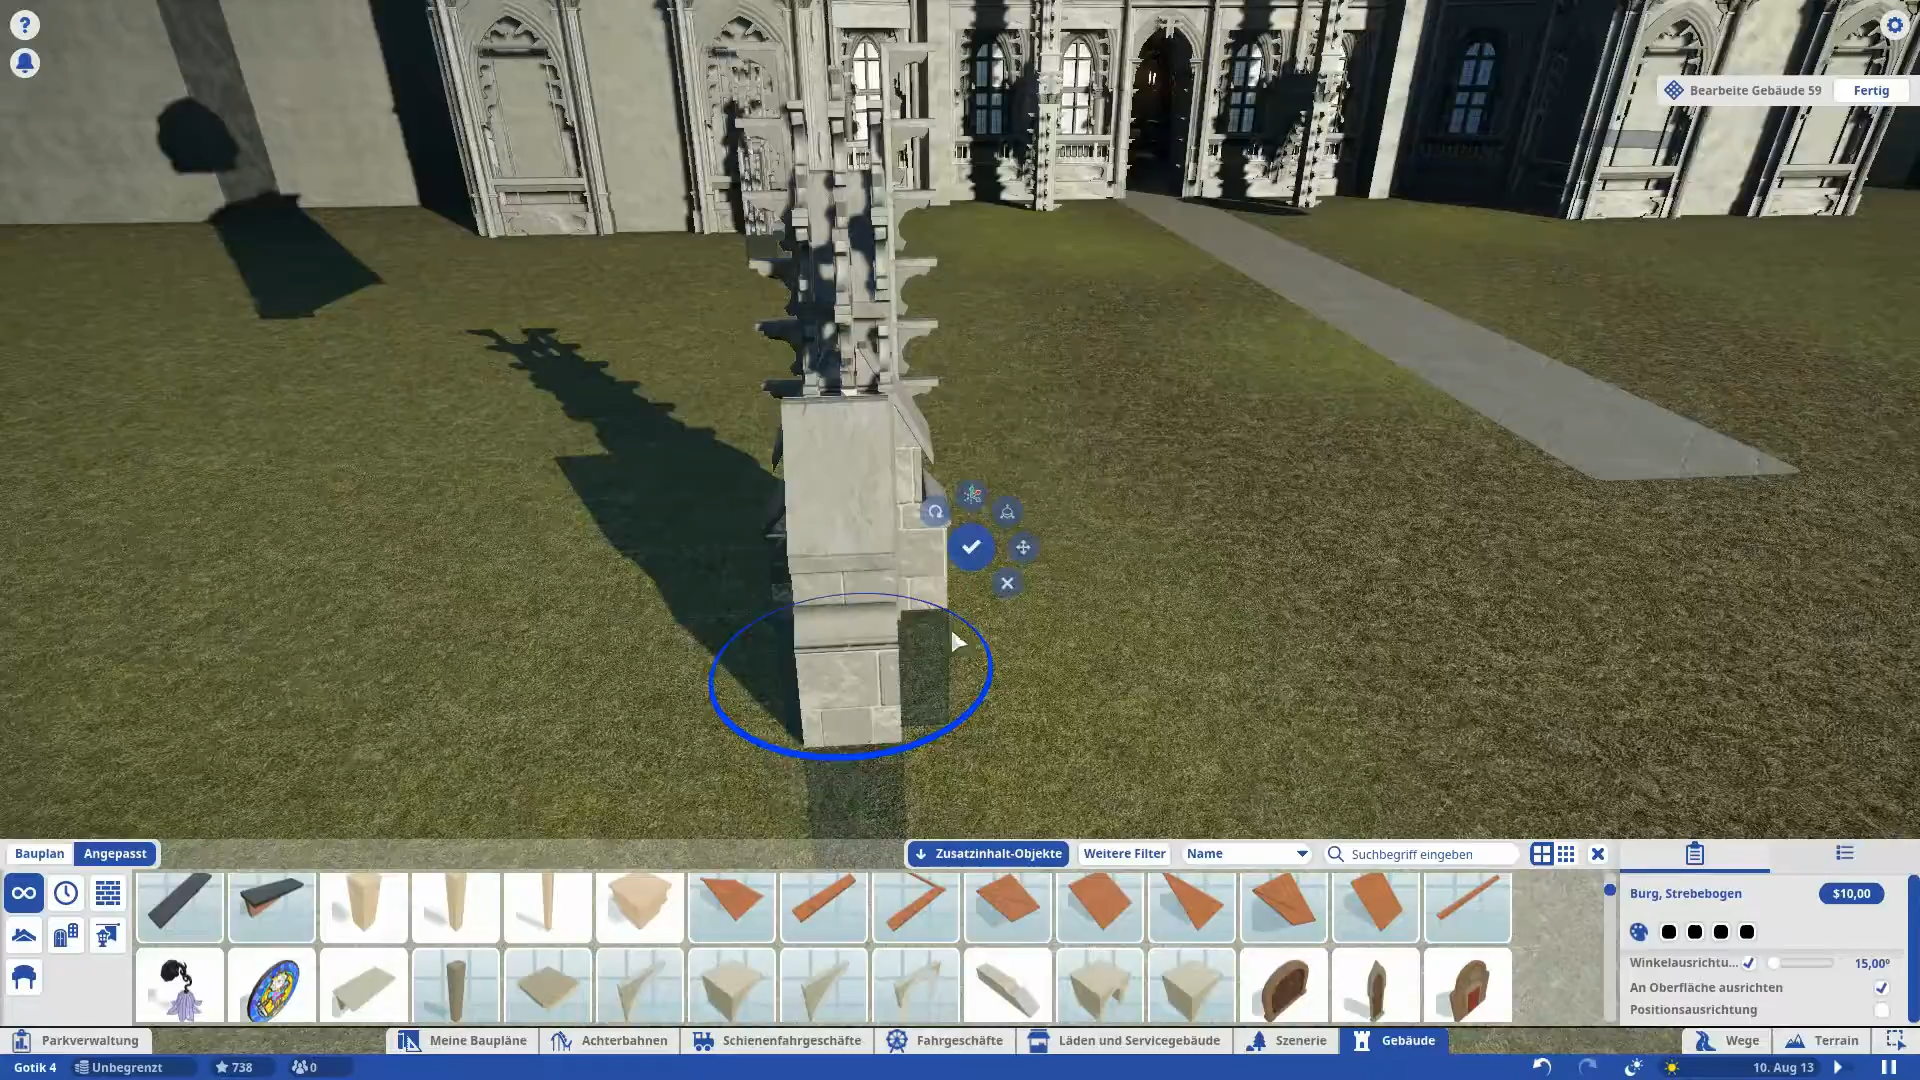 ?
Bearbeite Gebäude 59
Fertig
Bauplan
Angepasst
Zusatzinhalt-Objekte
Weitere Filter
Name
Suchbegriff eingeben
Burg, Strebebogen
$10,00
Winkelausrichtu...
15,00°
An Oberfläche ausrichten
Positionsausrichtung
Parkverwaltung
Meine Baupläne
Achterbahnen
Schienenfahrgeschäfte
Fahrgeschäfte
Läden und Servicegebäude
Szenerie
Gebäude
Wege
Terrain
Gotik 4
Unbegrenzt
738
0
10. Aug 13